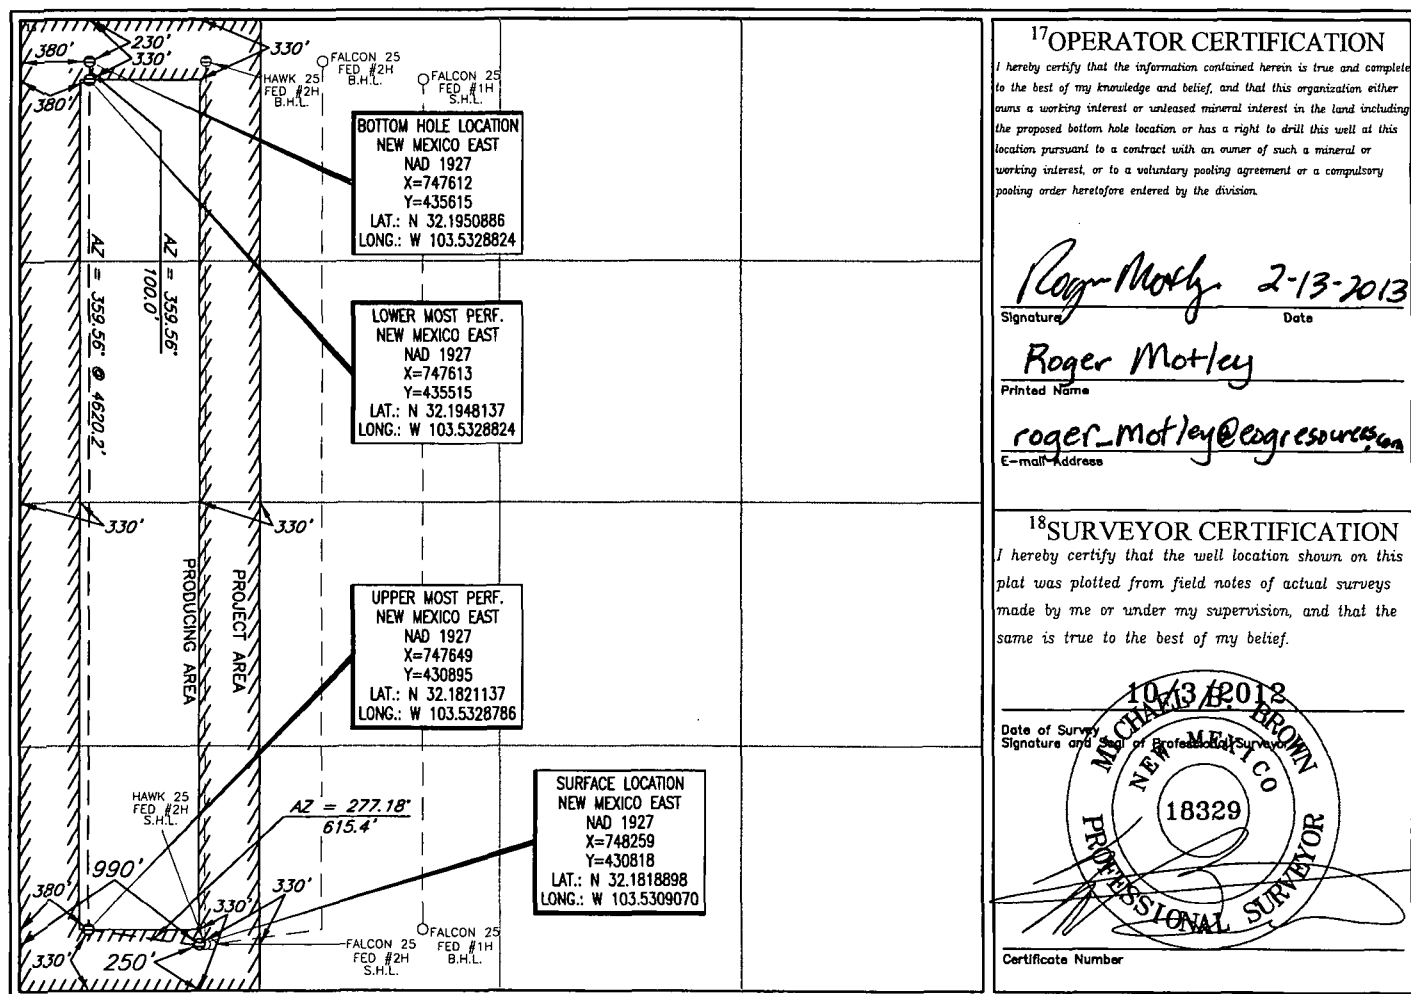 380'
230'
330'
330'
380'
HAWK 25
FED #2H
B.H.L.
FALCON 25
FED #2H
B.H.L.
FALCON 25
FED #1H
S.H.L.
BOTTOM HOLE LOCATION
NEW MEXICO EAST
NAD 1927
X=747612
Y=435615
LAT.: N 32.1950886
LONG.: W 103.5328824
AZ = 359.56°
100.0'
AZ = 359.56° @ 4620.2'
LOWER MOST PERF.
NEW MEXICO EAST
NAD 1927
X=747613
Y=435515
LAT.: N 32.1948137
LONG.: W 103.5328824
330'
330'
PRODUCING AREA
PROJECT AREA
UPPER MOST PERF.
NEW MEXICO EAST
NAD 1927
X=747649
Y=430895
LAT.: N 32.1821137
LONG.: W 103.5328786
HAWK 25
FED #2H
S.H.L.
AZ = 277.18°
615.4'
SURFACE LOCATION
NEW MEXICO EAST
NAD 1927
X=748259
Y=430818
LAT.: N 32.1818898
LONG.: W 103.5309070
990'
380'
330'
330'
330'
250'
FALCON 25
FED #2H
S.H.L.
FALCON 25
FED #1H
B.H.L.
17OPERATOR CERTIFICATION
I hereby certify that the information contained herein is true and complete
to the best of my knowledge and belief, and that this organization either
owns a working interest or unleased mineral interest in the land including
the proposed bottom hole location or has a right to drill this well at this
location pursuant to a contract with an owner of such a mineral or
working interest, or to a voluntary pooling agreement or a compulsory
pooling order heretofore entered by the division.
Roger Motley 2-13-2013
Signature Date
Roger Motley
Printed Name
roger_motley@eogresources.com
E-mail Address
18SURVEYOR CERTIFICATION
I hereby certify that the well location shown on this
plat was plotted from field notes of actual surveys
made by me or under my supervision, and that the
same is true to the best of my belief.
10/3/2012
Date of Survey
Signature and Seal of Professional Surveyor
MICHAEL B. BROWN
NEW MEXICO
18329
PROFESSIONAL SURVEYOR
Certificate Number